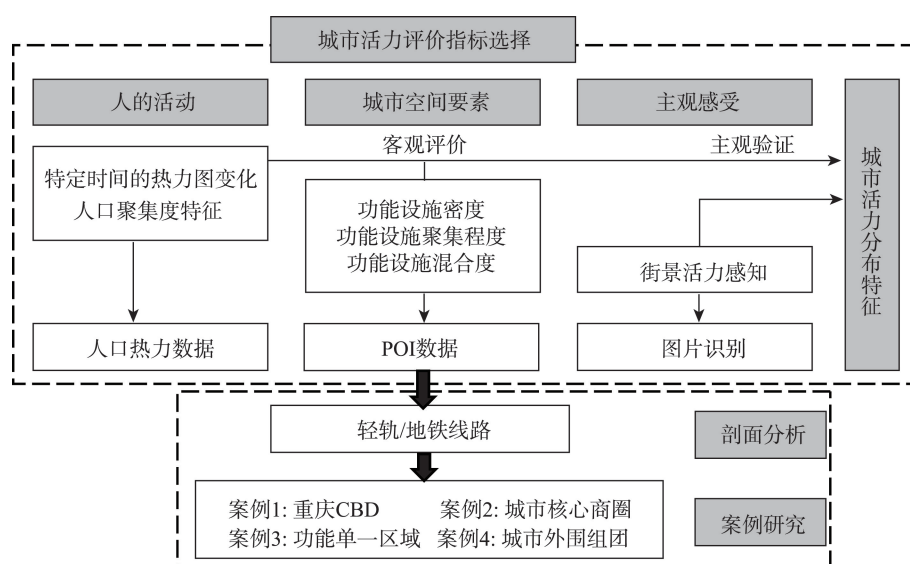 城市活力评价指标选择
人的活动
城市空间要素
主观感受
客观评价
主观验证
特定时间的热力图变化
人口聚集度特征
功能设施密度
功能设施聚集程度
功能设施混合度
街景活力感知
城市活力分布特征
人口热力数据
POI数据
图片识别
轻轨/地铁线路
剖面分析
案例1: 重庆CBD
案例2: 城市核心商圈
案例3: 功能单一区域
案例4: 城市外围组团
案例研究